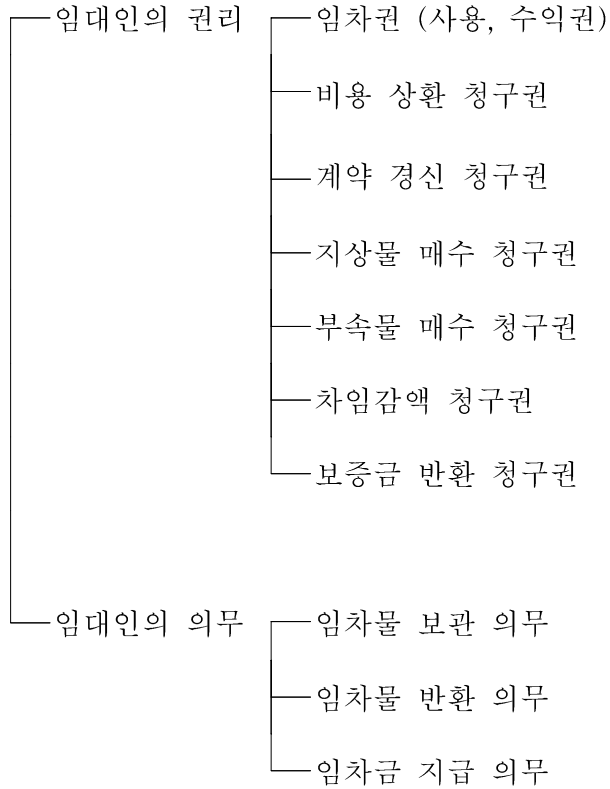 임대인의 권리
임차권 (사용, 수익권)
비용 상환 청구권
계약 경신 청구권
지상물 매수 청구권
부속물 매수 청구권
차임감액 청구권
보증금 반환 청구권
임대인의 의무
임차물 보관 의무
임차물 반환 의무
임차금 지급 의무